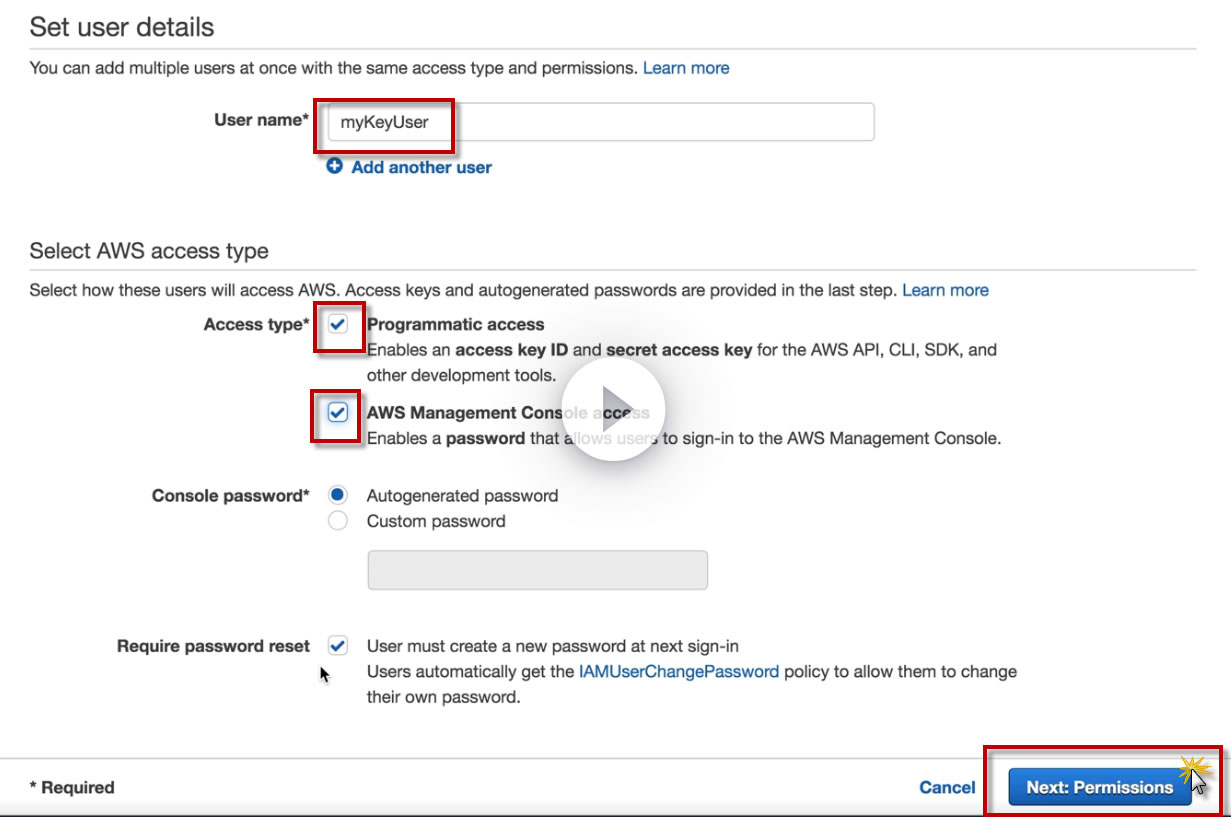 Set user details
You can add multiple users at once with the same access type and permissions. Learn more
User name* myKeyUser
Add another user
Select AWS access type
Select how these users will access AWS. Access keys and autogenerated passwords are provided in the last step. Learn more
Access type* Programmatic access
Enables an access key ID and secret access key for the AWS API, CLI, SDK, and
other development tools.
AWS Management Console access
Enables a password that allows users to sign-in to the AWS Management Console.
Console password* Autogenerated password
Custom password
Require password reset User must create a new password at next sign-in
Users automatically get the IAMUserChangePassword policy to allow them to change
their own password.
* Required Cancel Next: Permissions